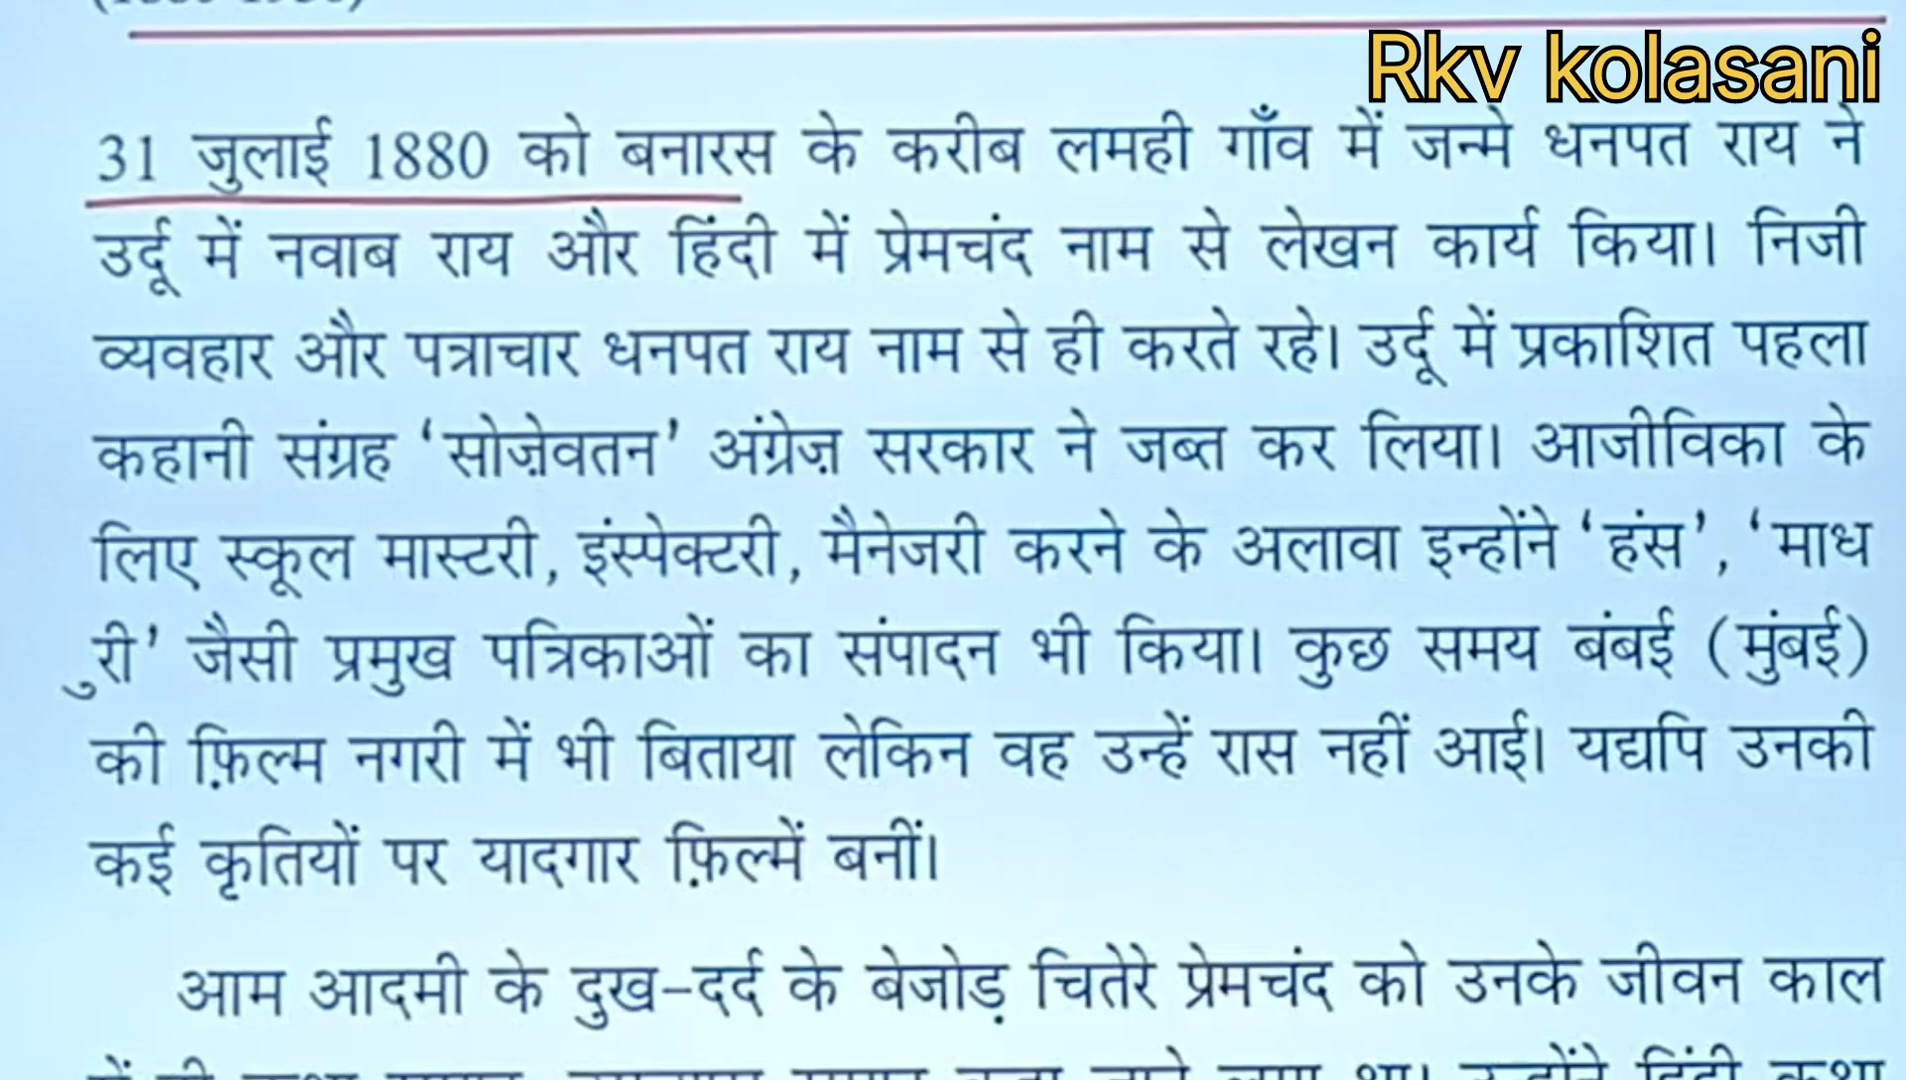 Rkv kolasani
31 जुलाई 1880 को बनारस के करीब लमही गाँव में जन्मे धनपत राय ने
उर्दू में नवाब राय और हिंदी में प्रेमचंद नाम से लेखन कार्य किया। निजी
व्यवहार और पत्राचार धनपत राय नाम से ही करते रहे। उर्दू में प्रकाशित पहला
कहानी संग्रह ‘सोज़ेवतन’ अंग्रेज़ सरकार ने जब्त कर लिया। आजीविका के
लिए स्कूल मास्टरी, इंस्पेक्टरी, मैनेजरी करने के अलावा इन्होंने ‘हंस’, ‘माध
ुरी’ जैसी प्रमुख पत्रिकाओं का संपादन भी किया। कुछ समय बंबई (मुंबई)
की फ़िल्म नगरी में भी बिताया लेकिन वह उन्हें रास नहीं आई। यद्यपि उनकी
कई कृतियों पर यादगार फ़िल्में बनीं।
आम आदमी के दुख-दर्द के बेजोड़ चितेरे प्रेमचंद को उनके जीवन काल